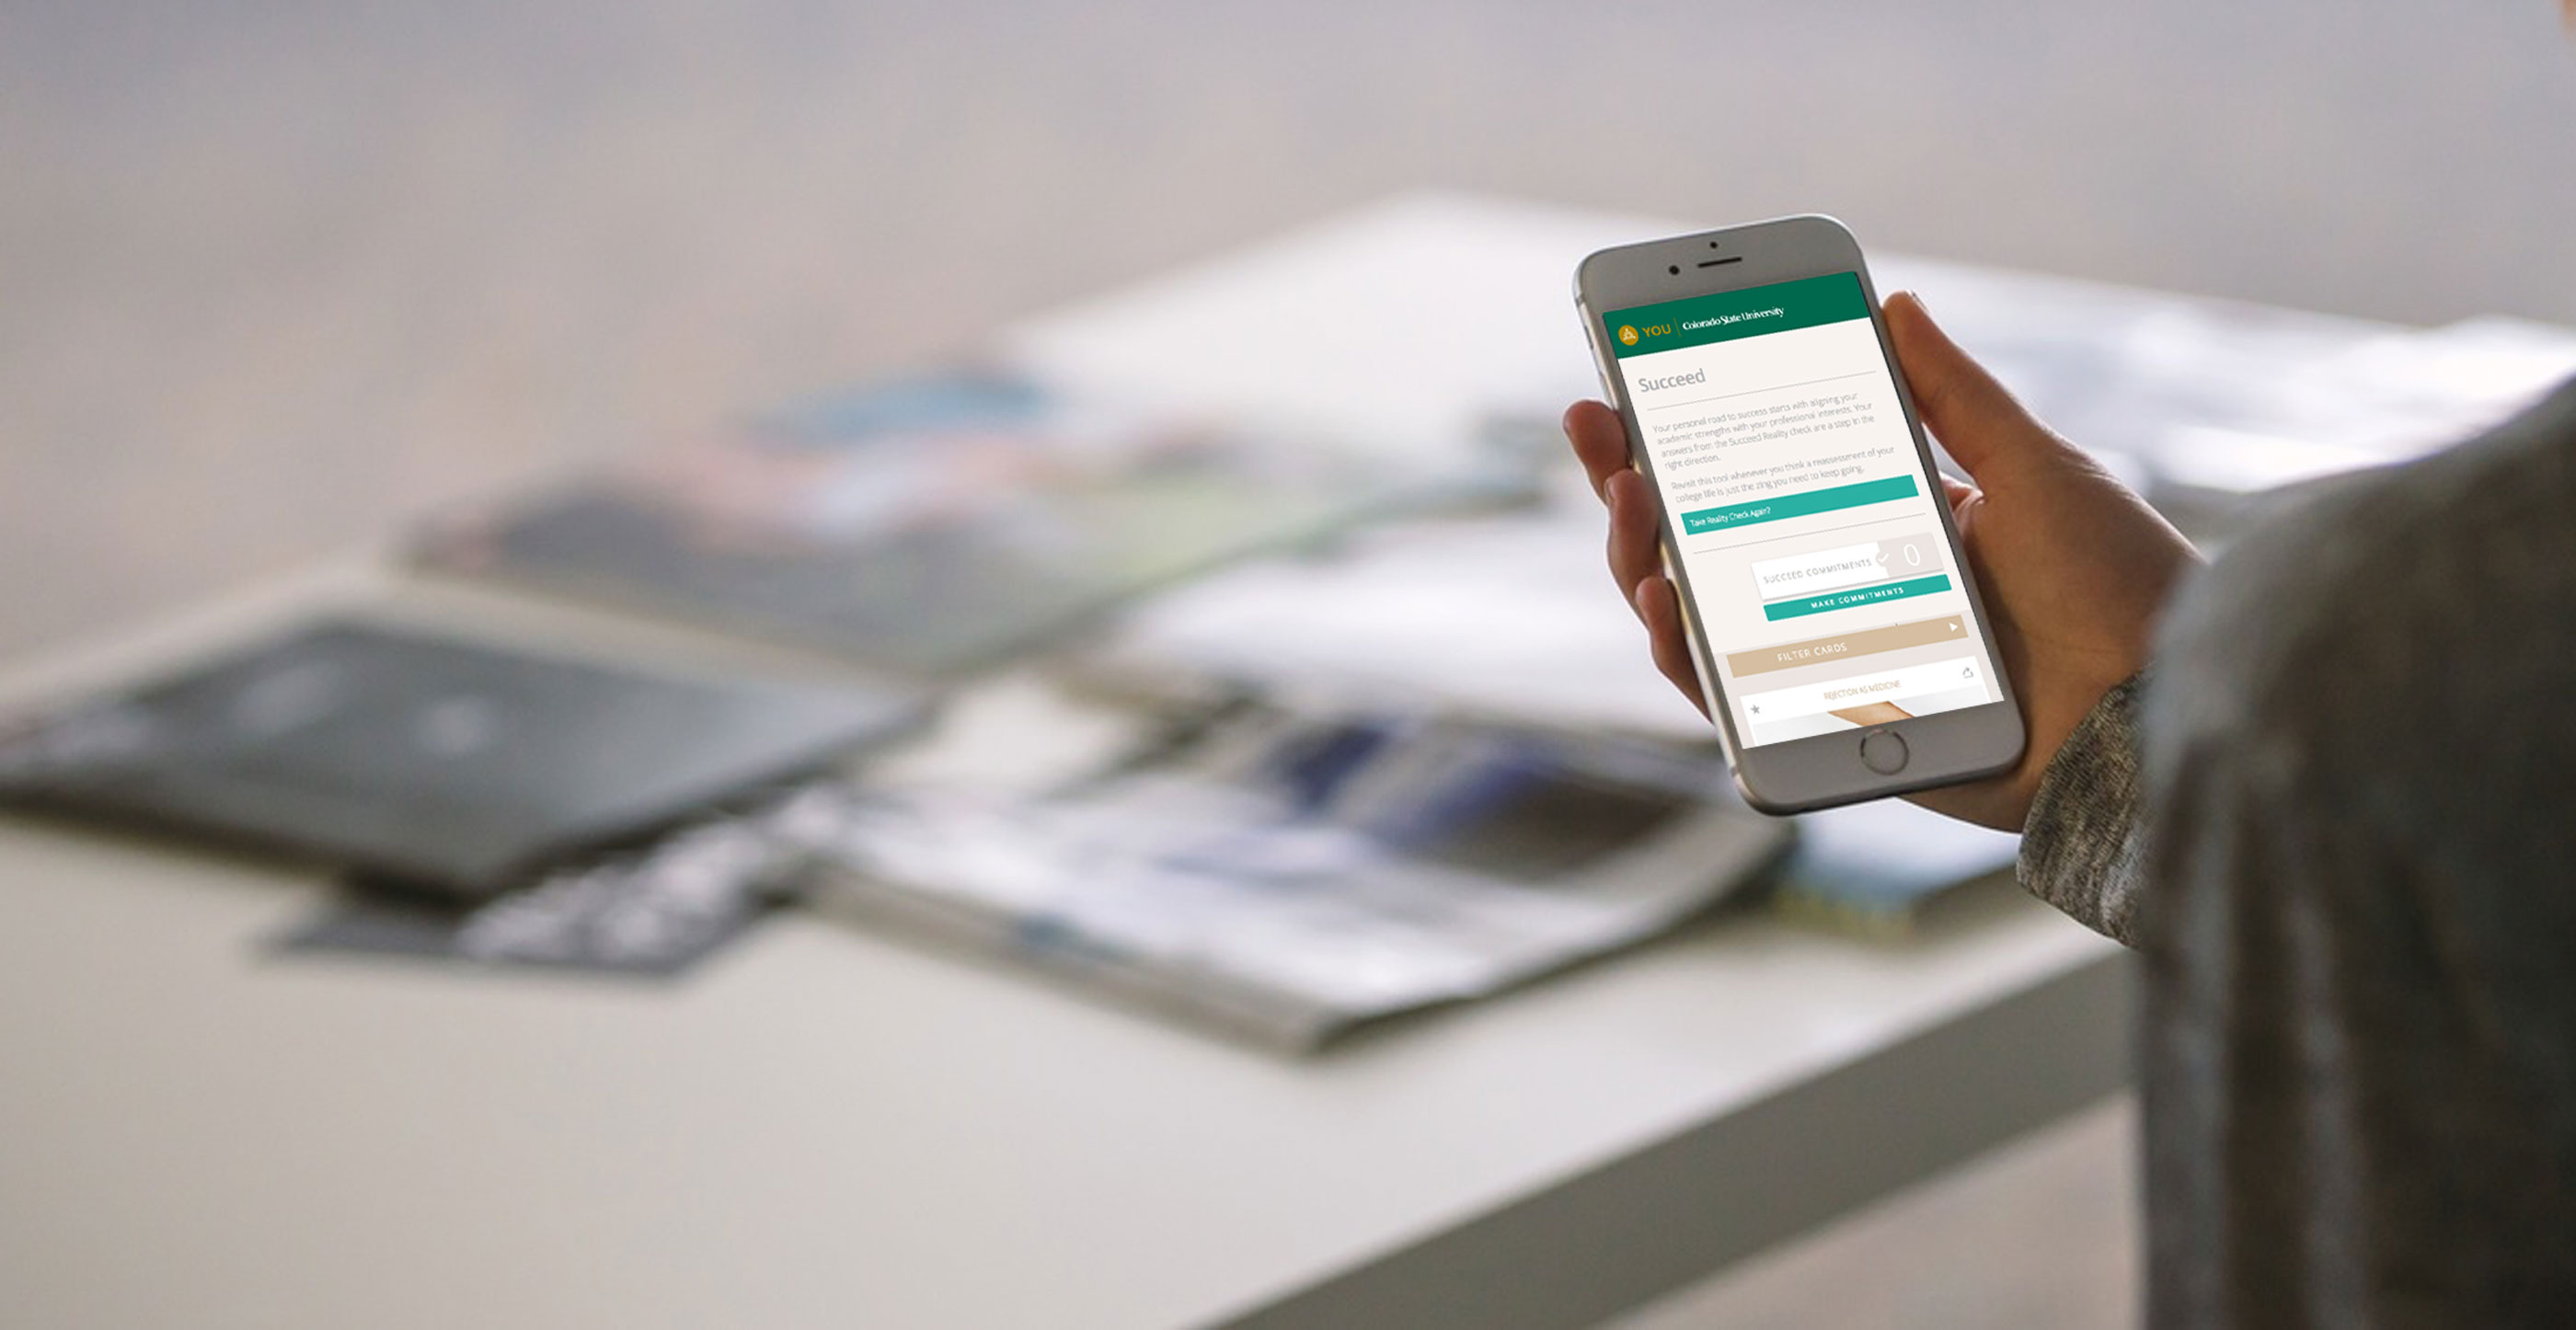 YOU Colorado State University
Succeed
Your personal road to success starts with aligning your
academic strengths with your professional interests. Your
answers from the Succeed Reality check are a step in the
right direction.
Revisit this tool whenever you think a reassessment of your
college life is just the zing you need to keep going.
Take Reality Check Again?
SUCCEED COMMITMENTS 0
MAKE COMMITMENTS
FILTER CARDS
REJECTION AS MEDICINE